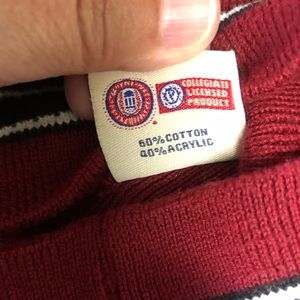 COLLEGIATE
LICENSED
PRODUCT
60% COTTON
40% ACRYLIC